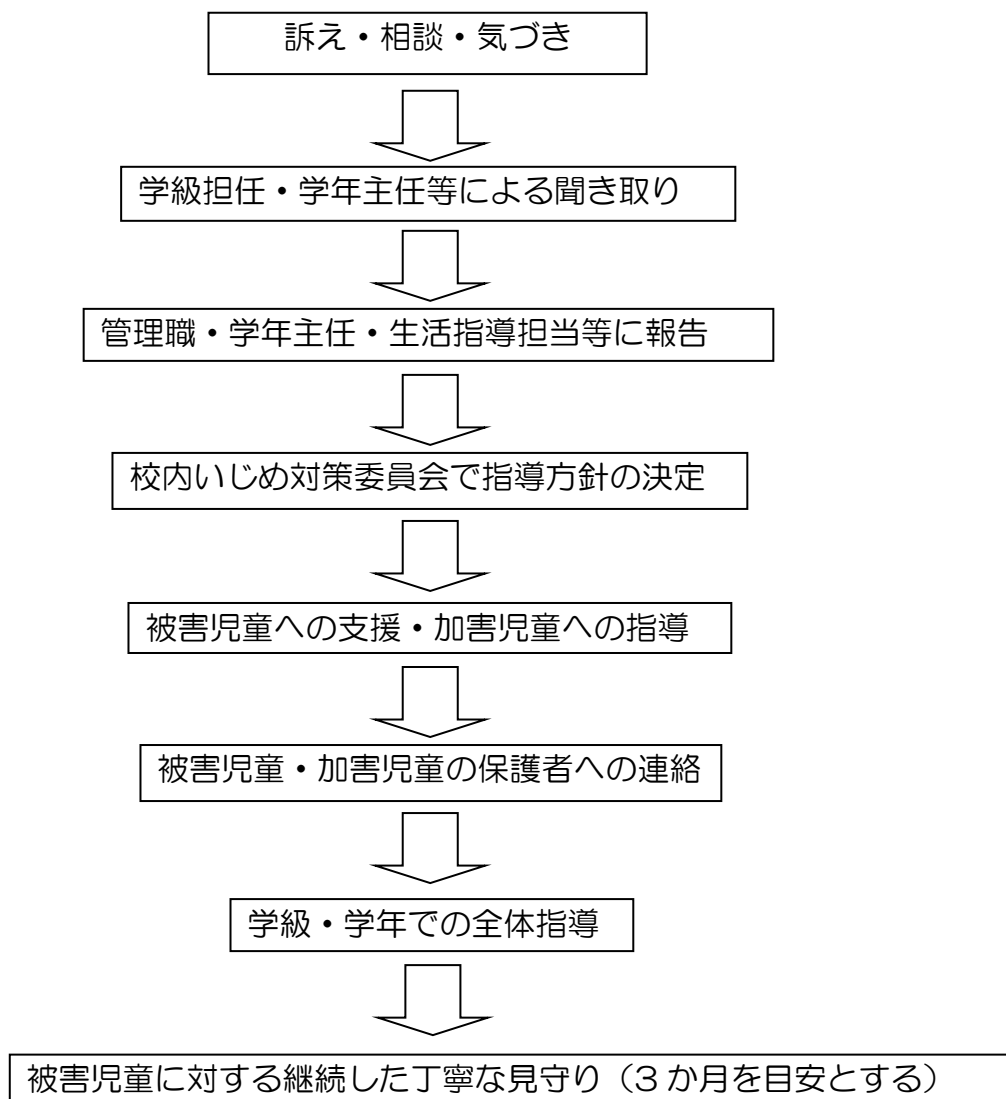 訴え・相談・気づき
学級担任・学年主任等による聞き取り
管理職・学年主任・生活指導担当等に報告
校内いじめ対策委員会で指導方針の決定
被害児童への支援・加害児童への指導
被害児童・加害児童の保護者への連絡
学級・学年での全体指導
被害児童に対する継続した丁寧な見守り（3か月を目安とする）